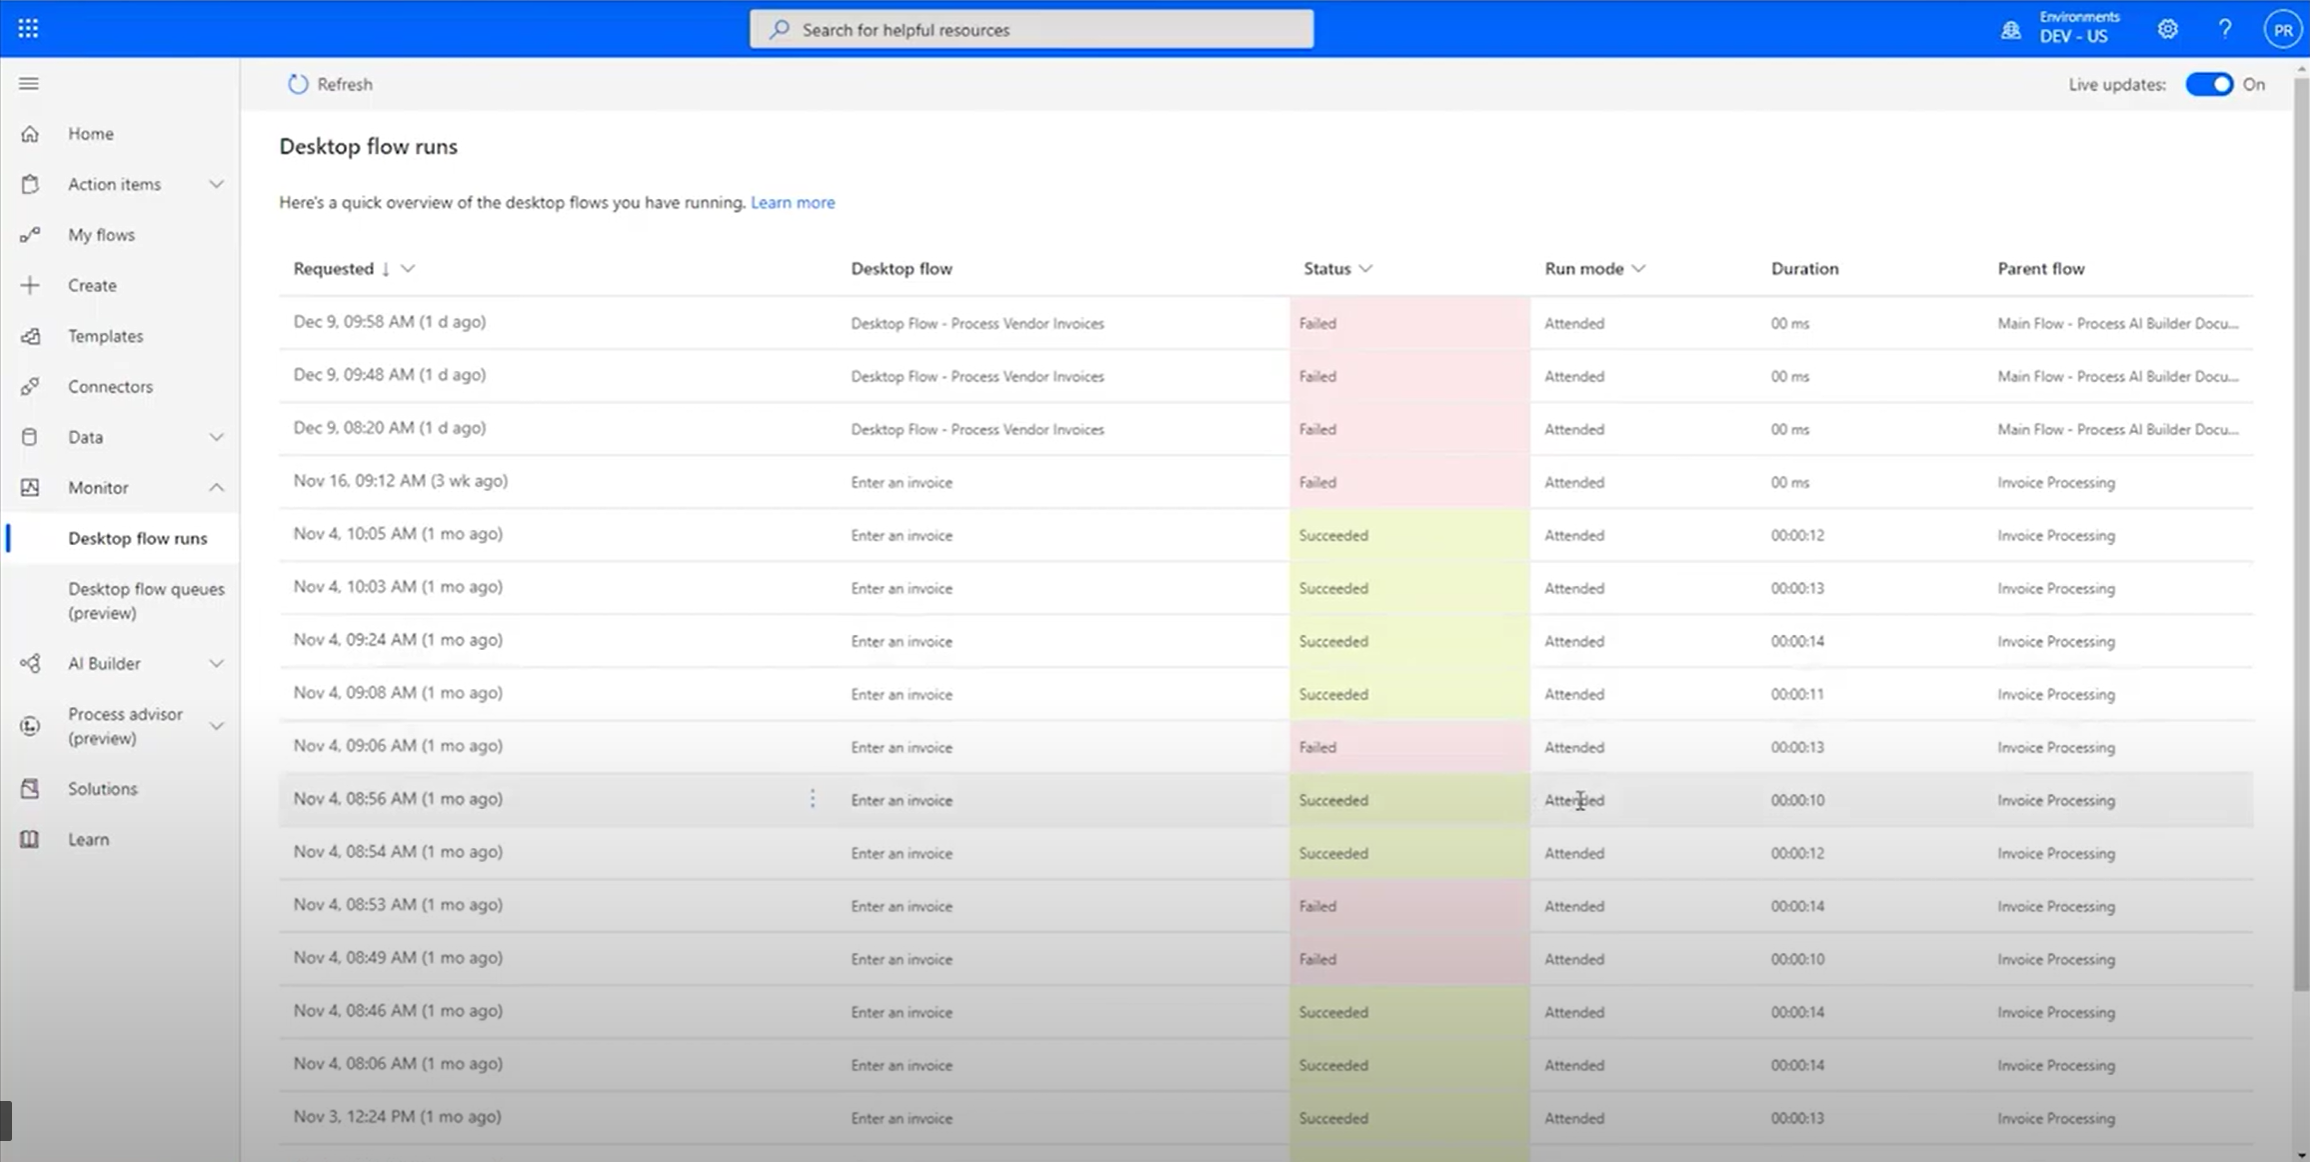 Search for helpful resources
Environments
DEV - US
?
PR
Refresh
Live updates: On
Home
Action items
My flows
Create
Templates
Connectors
Data
Monitor
Desktop flow runs
Desktop flow queues
(preview)
AI Builder
Process advisor
(preview)
Solutions
Learn
Desktop flow runs
Here's a quick overview of the desktop flows you have running. Learn more
Requested ↓ Desktop flow Status Run mode Duration Parent flow
Dec 9, 09:58 AM (1 d ago) Desktop Flow - Process Vendor Invoices Failed Attended 00 ms Main Flow - Process AI Builder Docu...
Dec 9, 09:48 AM (1 d ago) Desktop Flow - Process Vendor Invoices Failed Attended 00 ms Main Flow - Process AI Builder Docu...
Dec 9, 08:20 AM (1 d ago) Desktop Flow - Process Vendor Invoices Failed Attended 00 ms Main Flow - Process AI Builder Docu...
Nov 16, 09:12 AM (3 wk ago) Enter an invoice Failed Attended 00 ms Invoice Processing
Nov 4, 10:05 AM (1 mo ago) Enter an invoice Succeeded Attended 00:00:12 Invoice Processing
Nov 4, 10:03 AM (1 mo ago) Enter an invoice Succeeded Attended 00:00:13 Invoice Processing
Nov 4, 09:24 AM (1 mo ago) Enter an invoice Succeeded Attended 00:00:14 Invoice Processing
Nov 4, 09:08 AM (1 mo ago) Enter an invoice Succeeded Attended 00:00:11 Invoice Processing
Nov 4, 09:06 AM (1 mo ago) Enter an invoice Failed Attended 00:00:13 Invoice Processing
Nov 4, 08:56 AM (1 mo ago) Enter an invoice Succeeded Attended 00:00:10 Invoice Processing
Nov 4, 08:54 AM (1 mo ago) Enter an invoice Succeeded Attended 00:00:12 Invoice Processing
Nov 4, 08:53 AM (1 mo ago) Enter an invoice Failed Attended 00:00:14 Invoice Processing
Nov 4, 08:49 AM (1 mo ago) Enter an invoice Failed Attended 00:00:10 Invoice Processing
Nov 4, 08:46 AM (1 mo ago) Enter an invoice Succeeded Attended 00:00:14 Invoice Processing
Nov 4, 08:06 AM (1 mo ago) Enter an invoice Succeeded Attended 00:00:14 Invoice Processing
Nov 3, 12:24 PM (1 mo ago) Enter an invoice Succeeded Attended 00:00:13 Invoice Processing